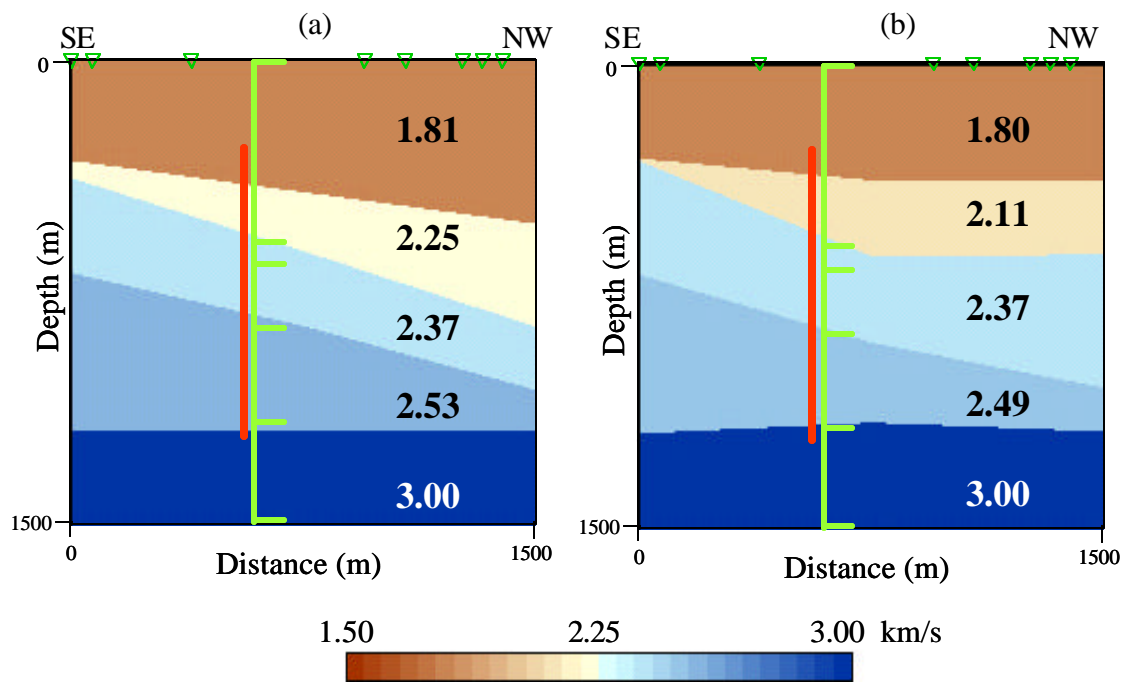 (a)
SE
NW
0
1.81
2.25
2.37
2.53
3.00
Depth (m)
1500
0
1500
Distance (m)
(b)
SE
NW
0
1.80
2.11
2.37
2.49
3.00
Depth (m)
1500
0
1500
Distance (m)
1.50 2.25 3.00 km/s